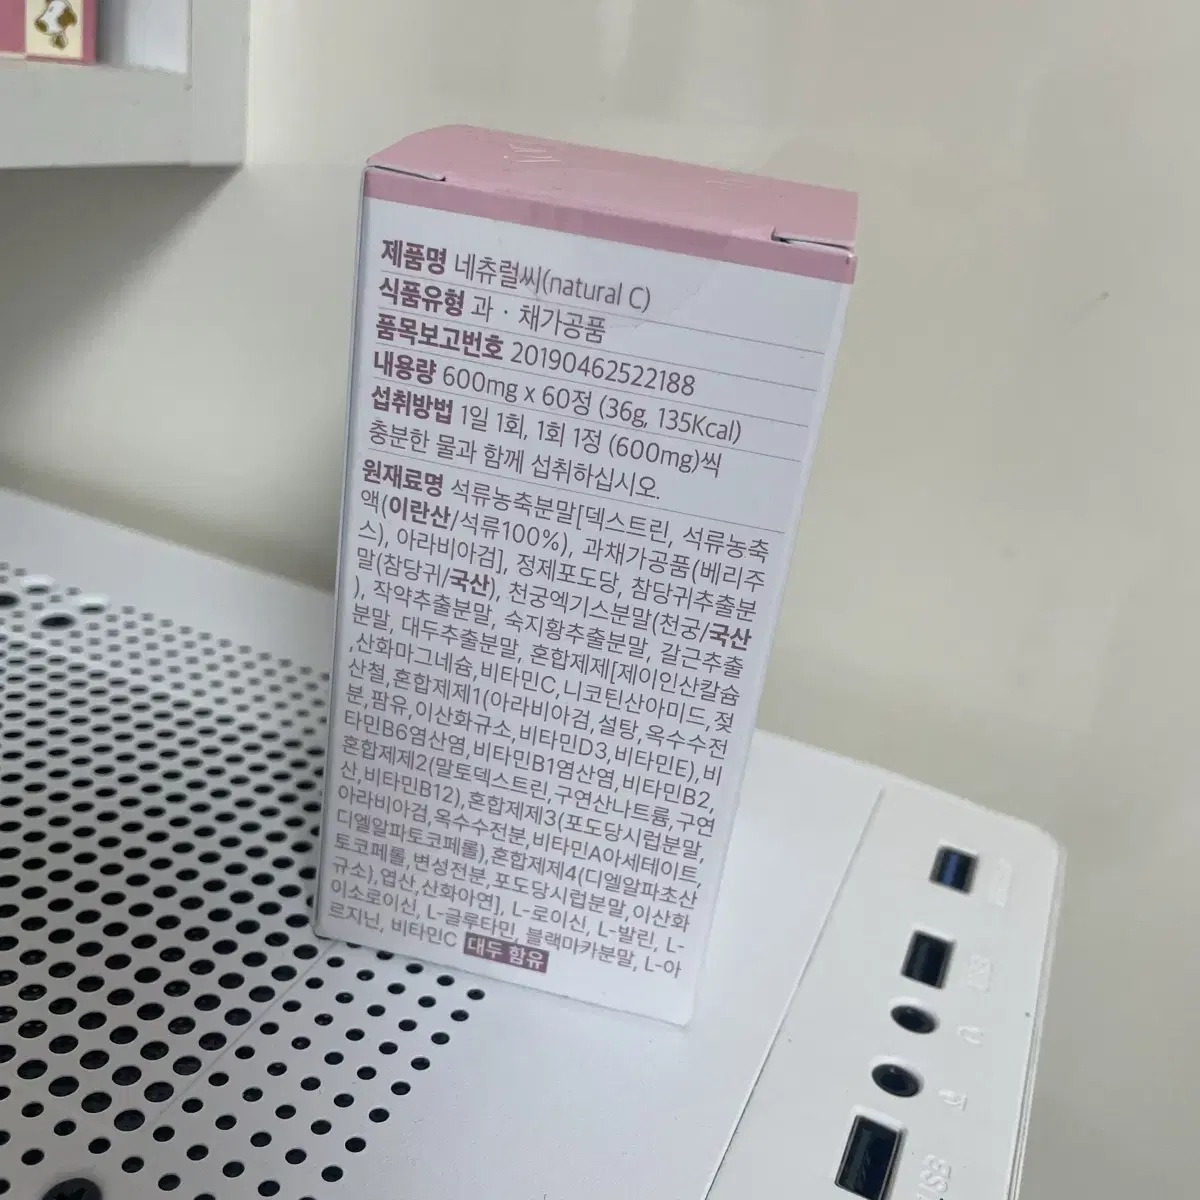 제품명 네츄럴씨(natural C)
식품유형 과 · 채가공품
품목보고번호 20190462522188
내용량 600mg x 60정 (36g, 135Kcal)
섭취방법 1일 1회, 1회 1정 (600mg)씩
충분한 물과 함께 섭취하십시오.
원재료명 석류농축분말[덱스트린, 석류농축
액(이란산/석류100%), 과채가공품(베리주
스), 아라비아검], 정제포도당, 참당귀추출분
말(참당귀/국산), 천궁엑기스분말(천궁/국산
), 작약추출분말, 숙지황추출분말, 갈근추출
분말, 대두추출분말, 혼합제제[제이인산칼슘
,산화마그네슘,비타민C,니코틴산아미드,젖
산철,혼합제제1(아라비아검,설탕,옥수수전
분,팜유,이산화규소,비타민D3,비타민E),비
타민B6염산염,비타민B1염산염,비타민B2,
혼합제제2(말토덱스트린,구연산나트륨,구연
산,비타민B12),혼합제제3(포도당시럽분말,
아라비아검,옥수수전분,비타민A아세테이트,
디엘알파토코페롤),혼합제제4(디엘알파초산
토코페롤,변성전분,포도당시럽분말,이산화
규소),엽산,산화아연], L-로이신, L-발린, L-
이소로이신, L-글루타민, 블랙마카분말, L-아
르지닌, 비타민C 대두 함유